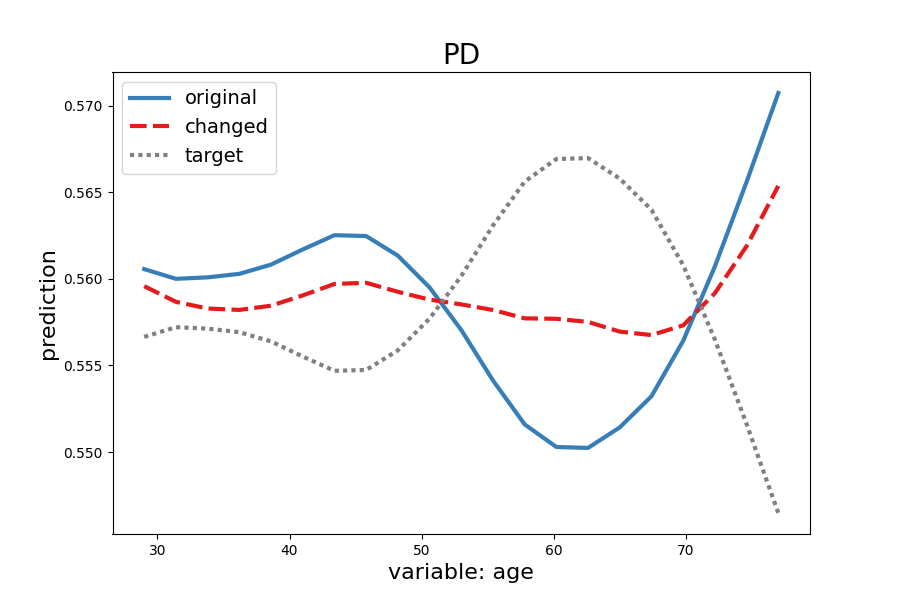 PD
original
changed
target
prediction
0.570
0.565
0.560
0.555
0.550
30 40 50 60 70
variable: age